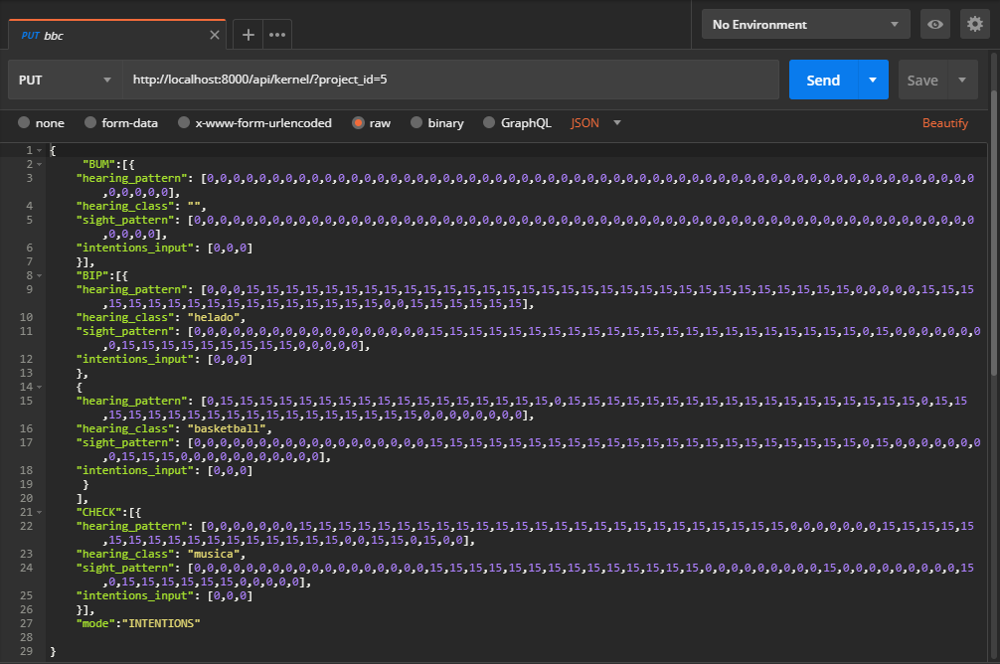 PUT bbc
No Environment
PUT
http://localhost:8000/api/kernel/?project_id=5
Send
Save
none
form-data
x-www-form-urlencoded
raw
binary
GraphQL
JSON
Beautify
1 {
2 "BUM":[{
3 "hearing_pattern": [0,0,0,0,0,0,0,0,0,0,0,0,0,0,0,0,0,0,0,0,0,0,0,0,0,0,0,0,0,0,0,0,0,0,0,0,0,0,0,0,0,0,0,0,0,0,0,0,0,0,0,0,0,0,0,0,0,0,0
,0,0,0,0,0],
4 "hearing_class": "",
5 "sight_pattern": [0,0,0,0,0,0,0,0,0,0,0,0,0,0,0,0,0,0,0,0,0,0,0,0,0,0,0,0,0,0,0,0,0,0,0,0,0,0,0,0,0,0,0,0,0,0,0,0,0,0,0,0,0,0,0,0,0,0,0,0
,0,0,0,0],
6 "intentions_input": [0,0,0]
7 }],
8 "BIP":[{
9 "hearing_pattern": [0,0,0,15,15,15,15,15,15,15,15,15,15,15,15,15,15,15,15,15,15,15,15,15,15,15,15,15,15,15,15,15,15,15,0,0,0,0,0,15,15,15
,15,15,15,15,15,15,15,15,15,15,15,15,15,15,0,0,15,15,15,15,15,15],
10 "hearing_class": "helado",
11 "sight_pattern": [0,0,0,0,0,0,0,0,0,0,0,0,0,0,0,0,0,0,15,15,15,15,15,15,15,15,15,15,15,15,15,15,15,15,15,15,15,15,15,15,0,15,0,0,0,0,0,0,0
,0,15,15,15,15,15,15,15,15,15,0,0,0,0,0],
12 "intentions_input": [0,0,0]
13 },
14 {
15 "hearing_pattern": [0,15,15,15,15,15,15,15,15,15,15,15,15,15,15,15,15,15,0,15,15,15,15,15,15,15,15,15,15,15,15,15,15,15,15,15,15,0,15,15
,15,15,15,15,15,15,15,15,15,15,15,15,15,15,15,15,0,0,0,0,0,0,0,0],
16 "hearing_class": "basketball",
17 "sight_pattern": [0,0,0,0,0,0,0,0,0,0,0,0,0,0,0,0,0,0,15,15,15,15,15,15,15,15,15,15,15,15,15,15,15,15,15,15,15,15,15,15,0,15,0,0,0,0,0,0,0
,0,15,15,15,0,0,0,0,0,0,0,0,0,0,0],
18 "intentions_input": [0,0,0]
19 }
20 ],
21 "CHECK":[{
22 "hearing_pattern": [0,0,0,0,0,0,0,15,15,15,15,15,15,15,15,15,15,15,15,15,15,15,15,15,15,15,15,15,15,15,15,15,0,0,0,0,0,0,0,15,15,15,15,15
,15,15,15,15,15,15,15,15,15,15,15,15,0,0,15,15,0,15,0,0],
23 "hearing_class": "musica",
24 "sight_pattern": [0,0,0,0,0,0,0,0,0,0,0,0,0,0,0,0,0,0,15,15,15,15,15,15,15,15,15,15,15,15,15,15,0,0,0,0,0,0,0,0,0,15,0,0,0,0,0,0,0,0,0,15
,0,15,15,15,15,15,15,0,0,0,0,0],
25 "intentions_input": [0,0,0]
26 }],
27 "mode":"INTENTIONS"
28
29 }